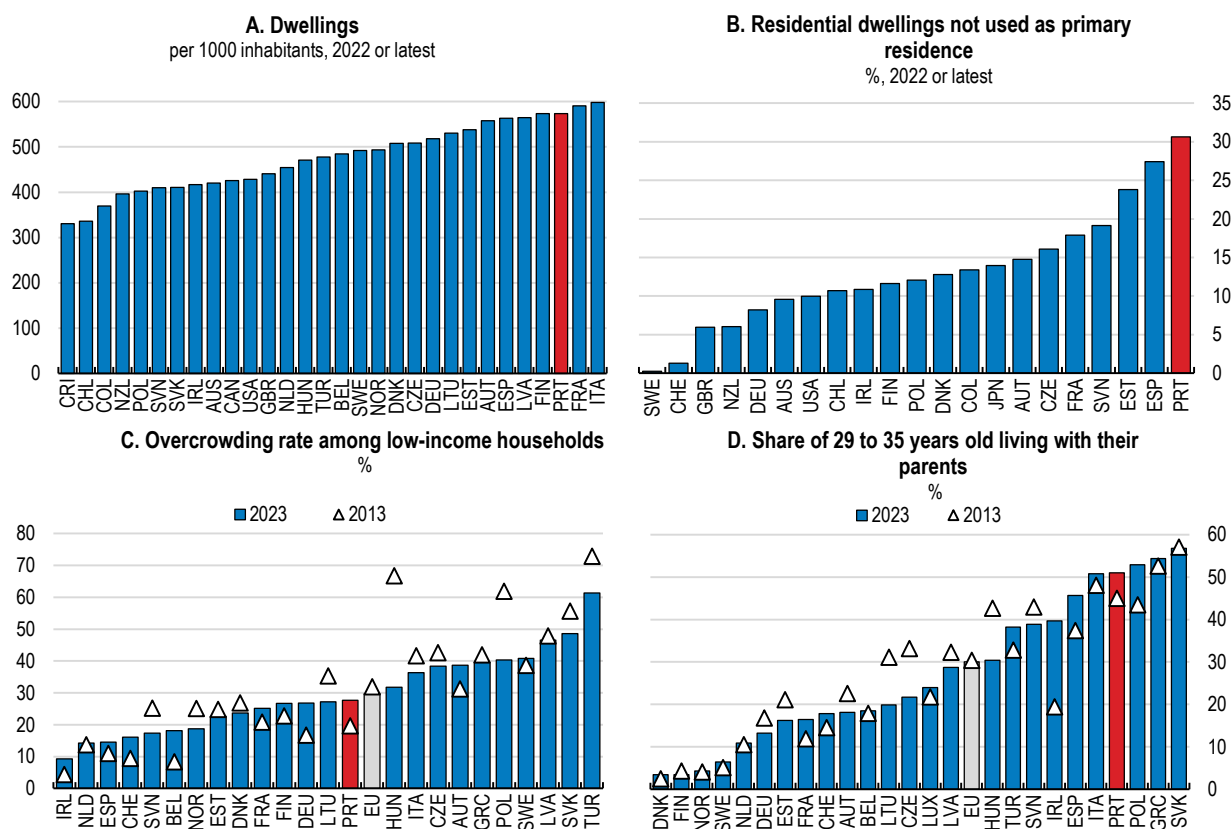 A. Dwellings
per 1000 inhabitants, 2022 or latest
600
500
400
300
200
100
0
CRI CHL COL NZL POL SVN SVK IRL AUS CAN USA GBR NLD HUN TUR BEL SWE NOR DNK CZE DEU LTU EST AUT ESP LVA FIN PRT FRA ITA
B. Residential dwellings not used as primary
residence
%, 2022 or latest
35
30
25
20
15
10
5
0
SWE CHE GBR NZL DEU AUS USA CHL IRL FIN POL DNK COL JPN AUT CZE FRA SVN EST ESP PRT
C. Overcrowding rate among low-income households
%
2023 2013
80
70
60
50
40
30
20
10
0
IRL NLD ESP CHE SVN BEL NOR EST DNK FRA FIN DEU LTU PRT EU HUN ITA CZE AUT GRC POL SWE LVA SVK TUR
D. Share of 29 to 35 years old living with their
parents
%
2023 2013
60
50
40
30
20
10
0
DNK FIN NOR SWE NLD DEU EST FRA CHE AUT BEL LTU CZE LUX LVA EU HUN TUR SVN IRL ESP ITA PRT POL GRC SVK